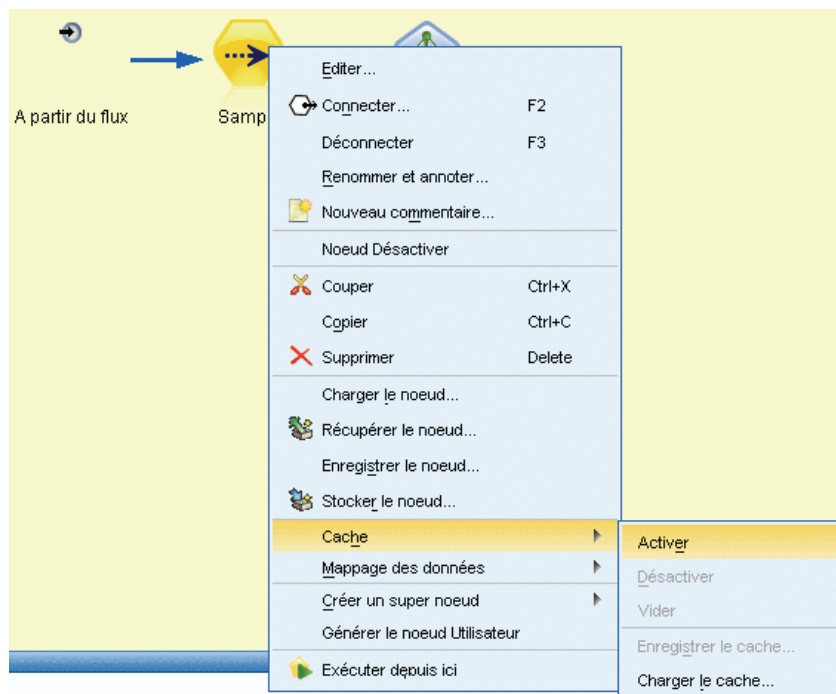 A partir du flux
Samp
Editer...
Connecter... F2
Déconnecter F3
Renommer et annoter...
Nouveau commentaire...
Noeud Désactiver
Couper Ctrl+X
Copier Ctrl+C
Supprimer Delete
Charger le noeud...
Récupérer le noeud...
Enregistrer le noeud...
Stocker le noeud...
Cache
Activer
Mappage des données
Désactiver
Créer un super noeud
Vider
Générer le noeud Utilisateur
Enregistrer le cache...
Exécuter depuis ici
Charger le cache...